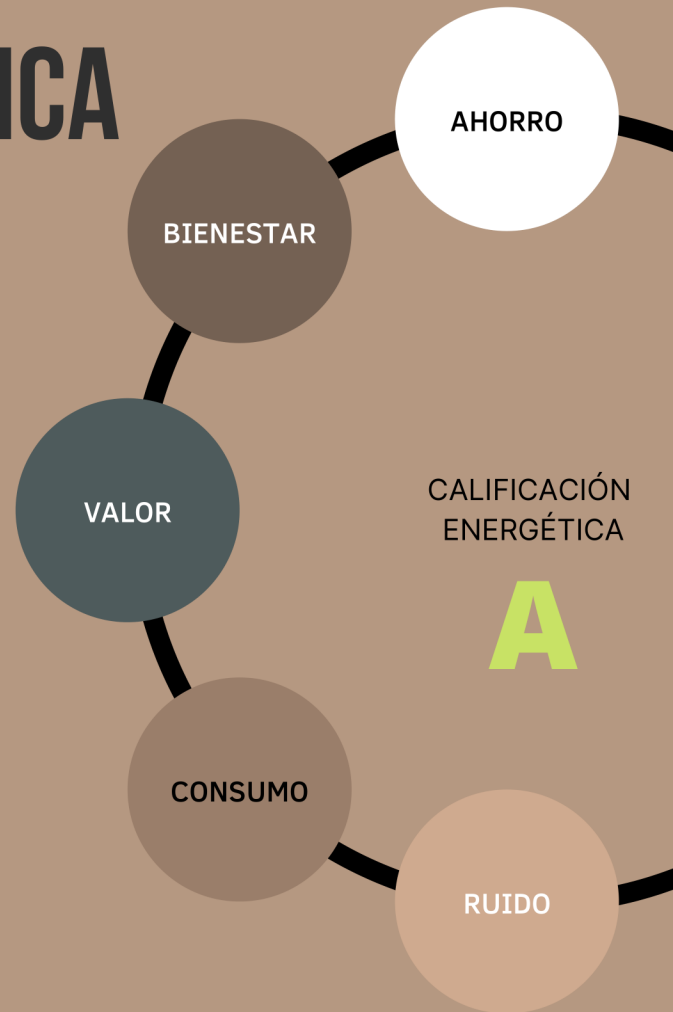 ICA
AHORRO
BIENESTAR
VALOR
CALIFICACIÓN
ENERGÉTICA
A
CONSUMO
RUIDO